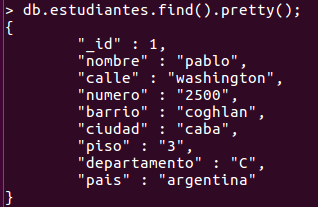 > db.estudiantes.find().pretty();
{
"_id" : 1,
"nombre" : "pablo",
"calle" : "washington",
"numero" : "2500",
"barrio" : "coghlan",
"ciudad" : "caba",
"piso" : "3",
"departamento" : "C",
"pais" : "argentina"
}